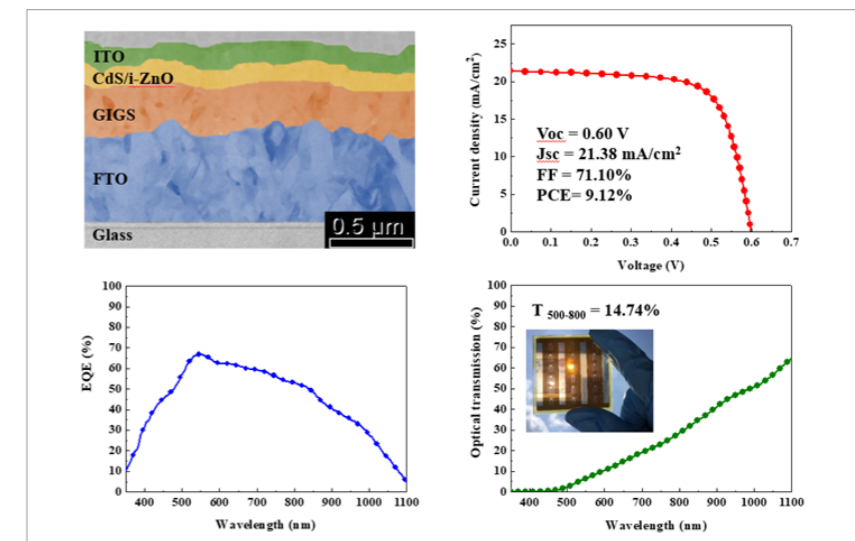 ITO
CdS/i-ZnO
GIGS
FTO
Glass
0.5 µm
Current density (mA/cm²)
25
20
15
10
5
0
Voc = 0.60 V
Jsc = 21.38 mA/cm²
FF = 71.10%
PCE= 9.12%
0.0 0.1 0.2 0.3 0.4 0.5 0.6 0.7
Voltage (V)
EQE (%)
100
90
80
70
60
50
40
30
20
10
0
400 500 600 700 800 900 1000 1100
Wavelength (nm)
Optical transmission (%)
100
90
80
70
60
50
40
30
20
10
0
T 500-800 = 14.74%
400 500 600 700 800 900 1000 1100
Wavelength (nm)